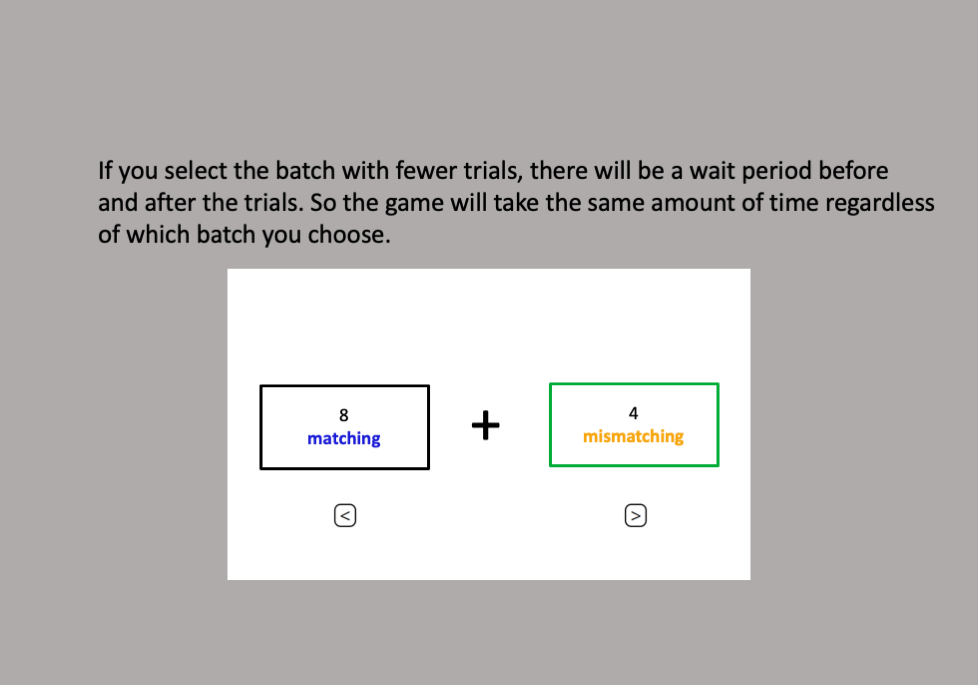 If you select the batch with fewer trials, there will be a wait period before
and after the trials. So the game will take the same amount of time regardless
of which batch you choose.
8
matching
+
4
mismatching
<
>